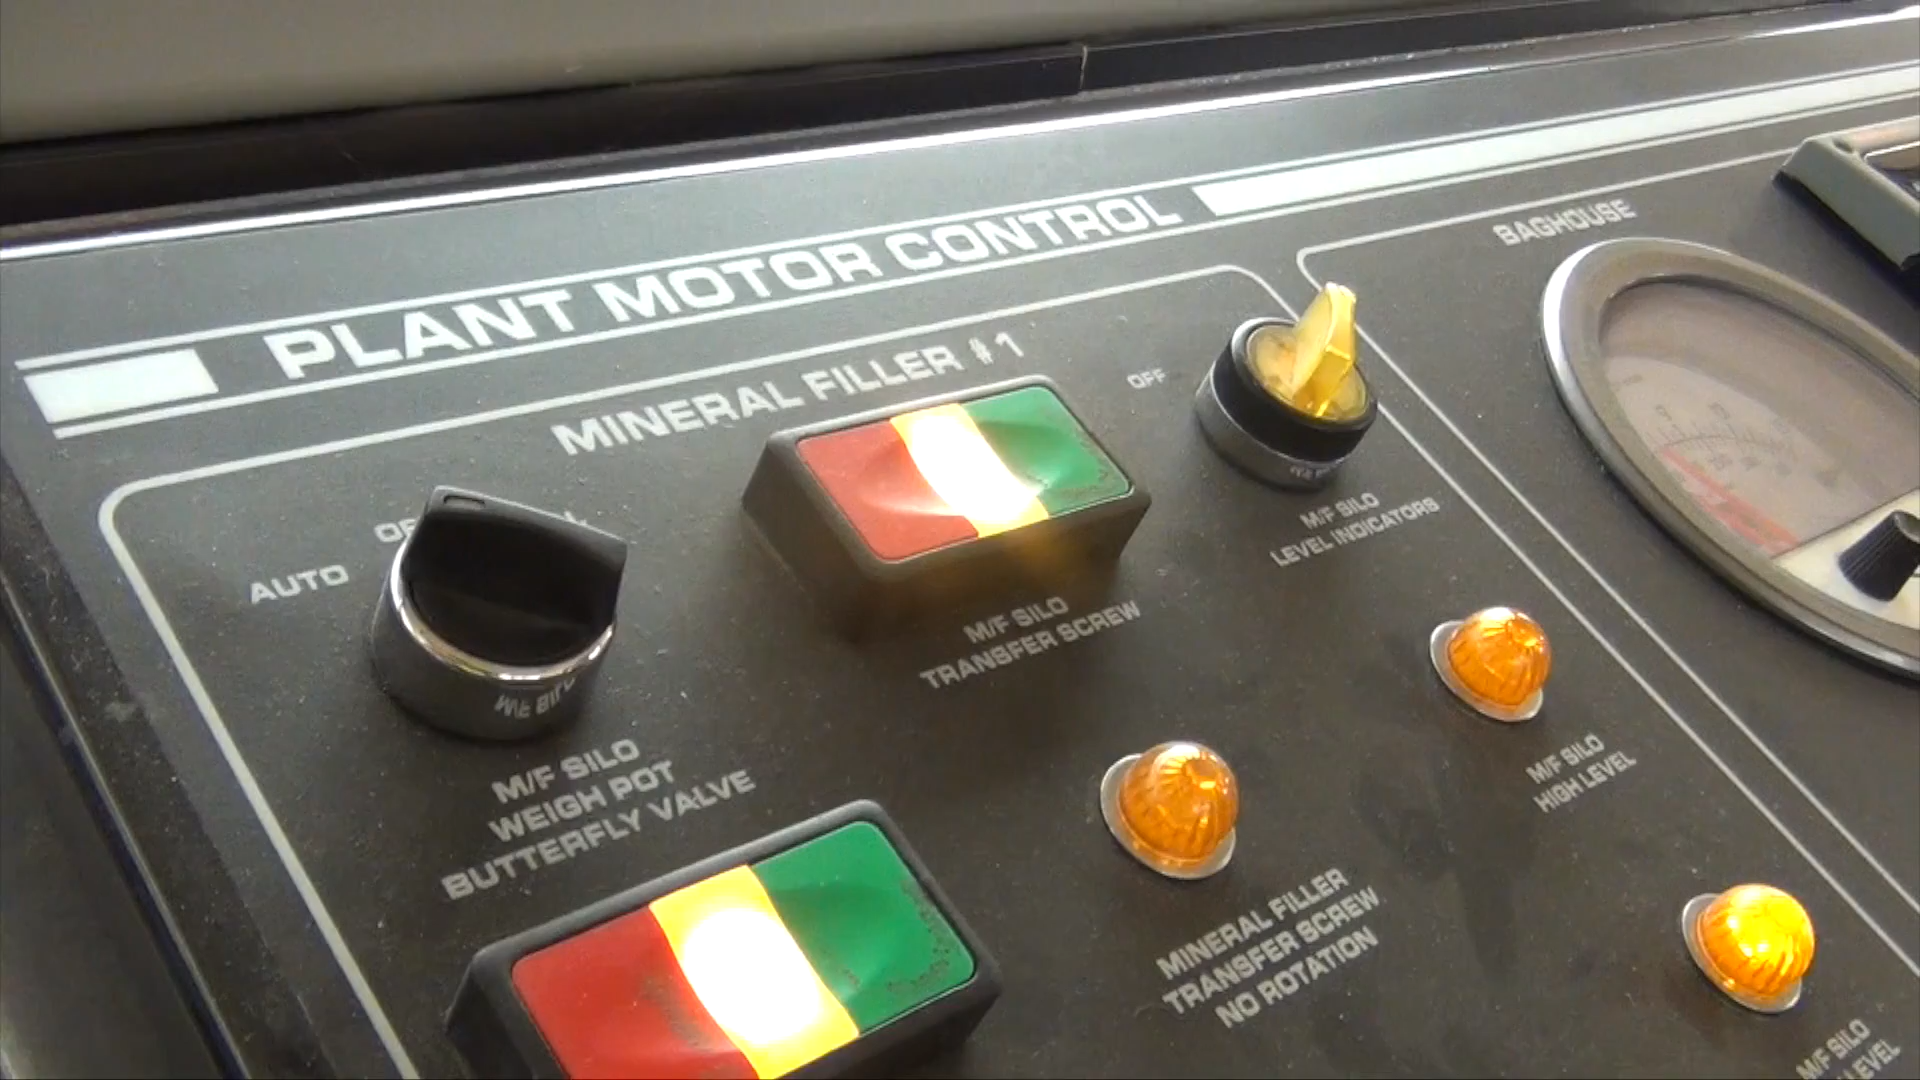 PLANT MOTOR CONTROL
BAGHOUSE
MINERAL FILLER #1
OFF
AUTO
M/F SILO
LEVEL INDICATORS
M/F SILO
TRANSFER SCREW
M/F SILO
WEIGH POT
BUTTERFLY VALVE
M/F SILO
HIGH LEVEL
MINERAL FILLER
TRANSFER SCREW
NO ROTATION
M/F SILO
LEVEL